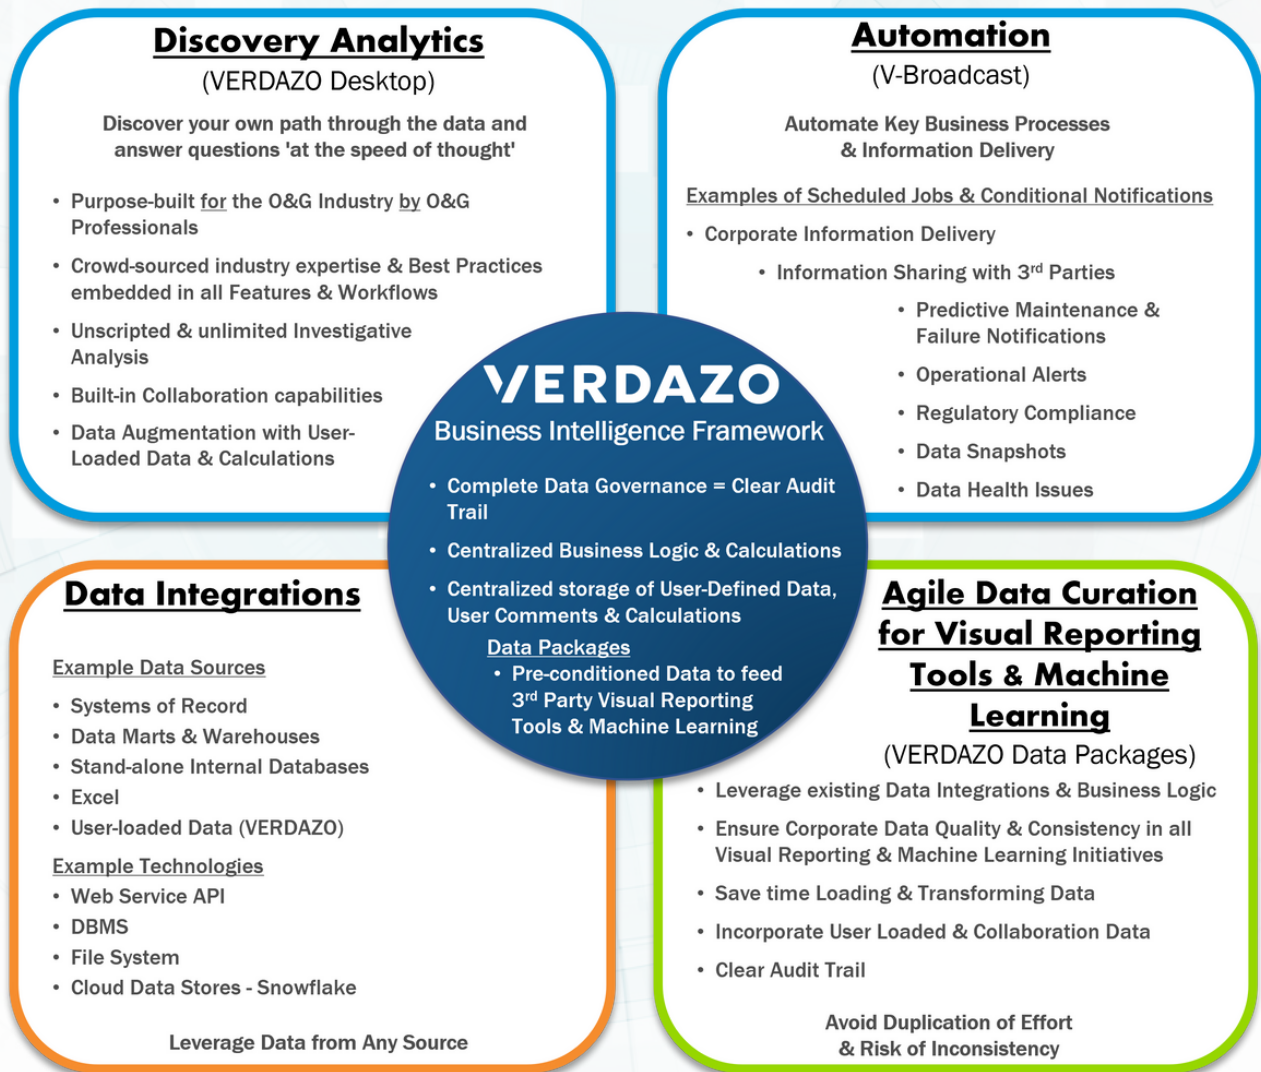 Discovery Analytics
(VERDAZO Desktop)
Discover your own path through the data and
answer questions 'at the speed of thought'
• Purpose-built for the O&G Industry by O&G
Professionals
• Crowd-sourced industry expertise & Best Practices
embedded in all Features & Workflows
• Unscripted & unlimited Investigative
Analysis
• Built-in Collaboration capabilities
• Data Augmentation with User-
Loaded Data & Calculations
Automation
(V-Broadcast)
Automate Key Business Processes
& Information Delivery
Examples of Scheduled Jobs & Conditional Notifications
• Corporate Information Delivery
• Information Sharing with 3rd Parties
• Predictive Maintenance &
Failure Notifications
• Operational Alerts
• Regulatory Compliance
• Data Snapshots
• Data Health Issues
VERDAZO
Business Intelligence Framework
• Complete Data Governance = Clear Audit
Trail
• Centralized Business Logic & Calculations
• Centralized storage of User-Defined Data,
User Comments & Calculations
Data Packages
• Pre-conditioned Data to feed
3rd Party Visual Reporting
Tools & Machine Learning
Data Integrations
Example Data Sources
• Systems of Record
• Data Marts & Warehouses
• Stand-alone Internal Databases
• Excel
• User-loaded Data (VERDAZO)
Example Technologies
• Web Service API
• DBMS
• File System
• Cloud Data Stores - Snowflake
Leverage Data from Any Source
Agile Data Curation
for Visual Reporting
Tools & Machine
Learning
(VERDAZO Data Packages)
• Leverage existing Data Integrations & Business Logic
• Ensure Corporate Data Quality & Consistency in all
Visual Reporting & Machine Learning Initiatives
• Save time Loading & Transforming Data
• Incorporate User Loaded & Collaboration Data
• Clear Audit Trail
Avoid Duplication of Effort
& Risk of Inconsistency